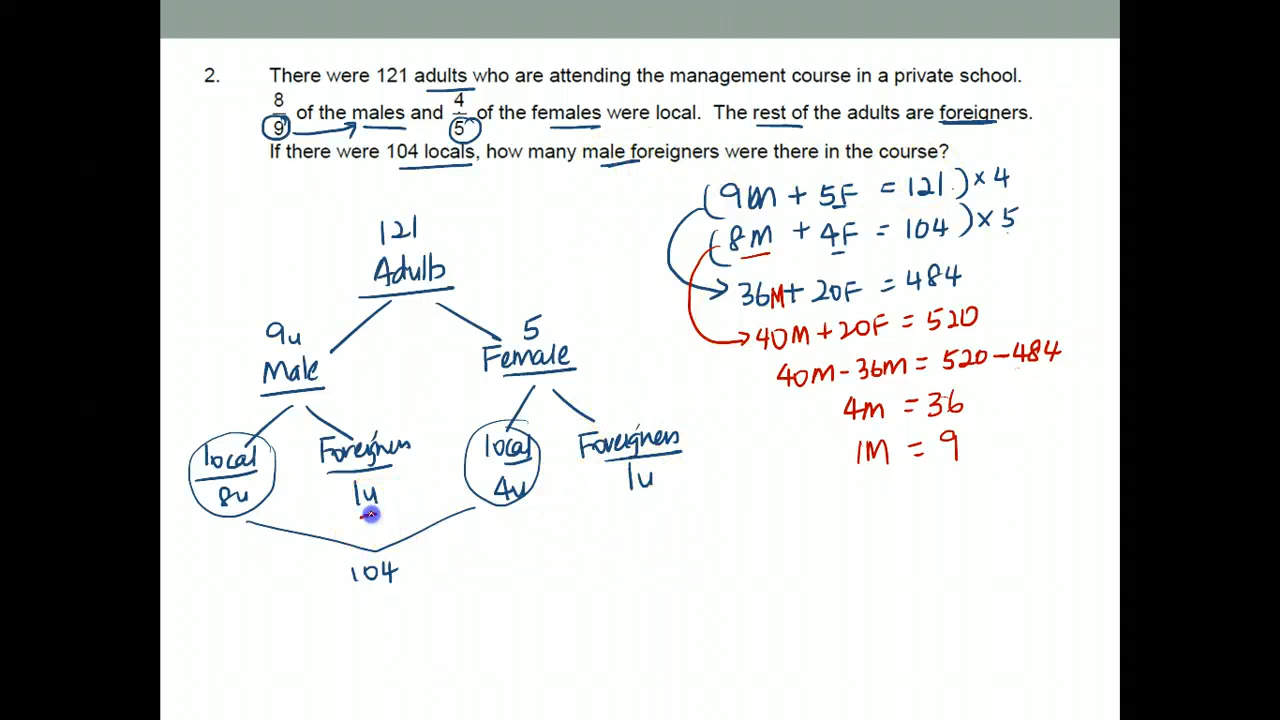 2. There were 121 adults who are attending the management course in a private school.
8/9 of the males and 4/5 of the females were local. The rest of the adults are foreigners.
If there were 104 locals, how many male foreigners were there in the course?
(9M + 5F = 121) × 4
(8M + 4F = 104) × 5
36M + 20F = 484
40M + 20F = 520
40M - 36M = 520 - 484
4M = 36
1M = 9
121
Adults
9u
Male
5
Female
local
8u
Foreigners
1u
local
4u
Foreigners
1u
104